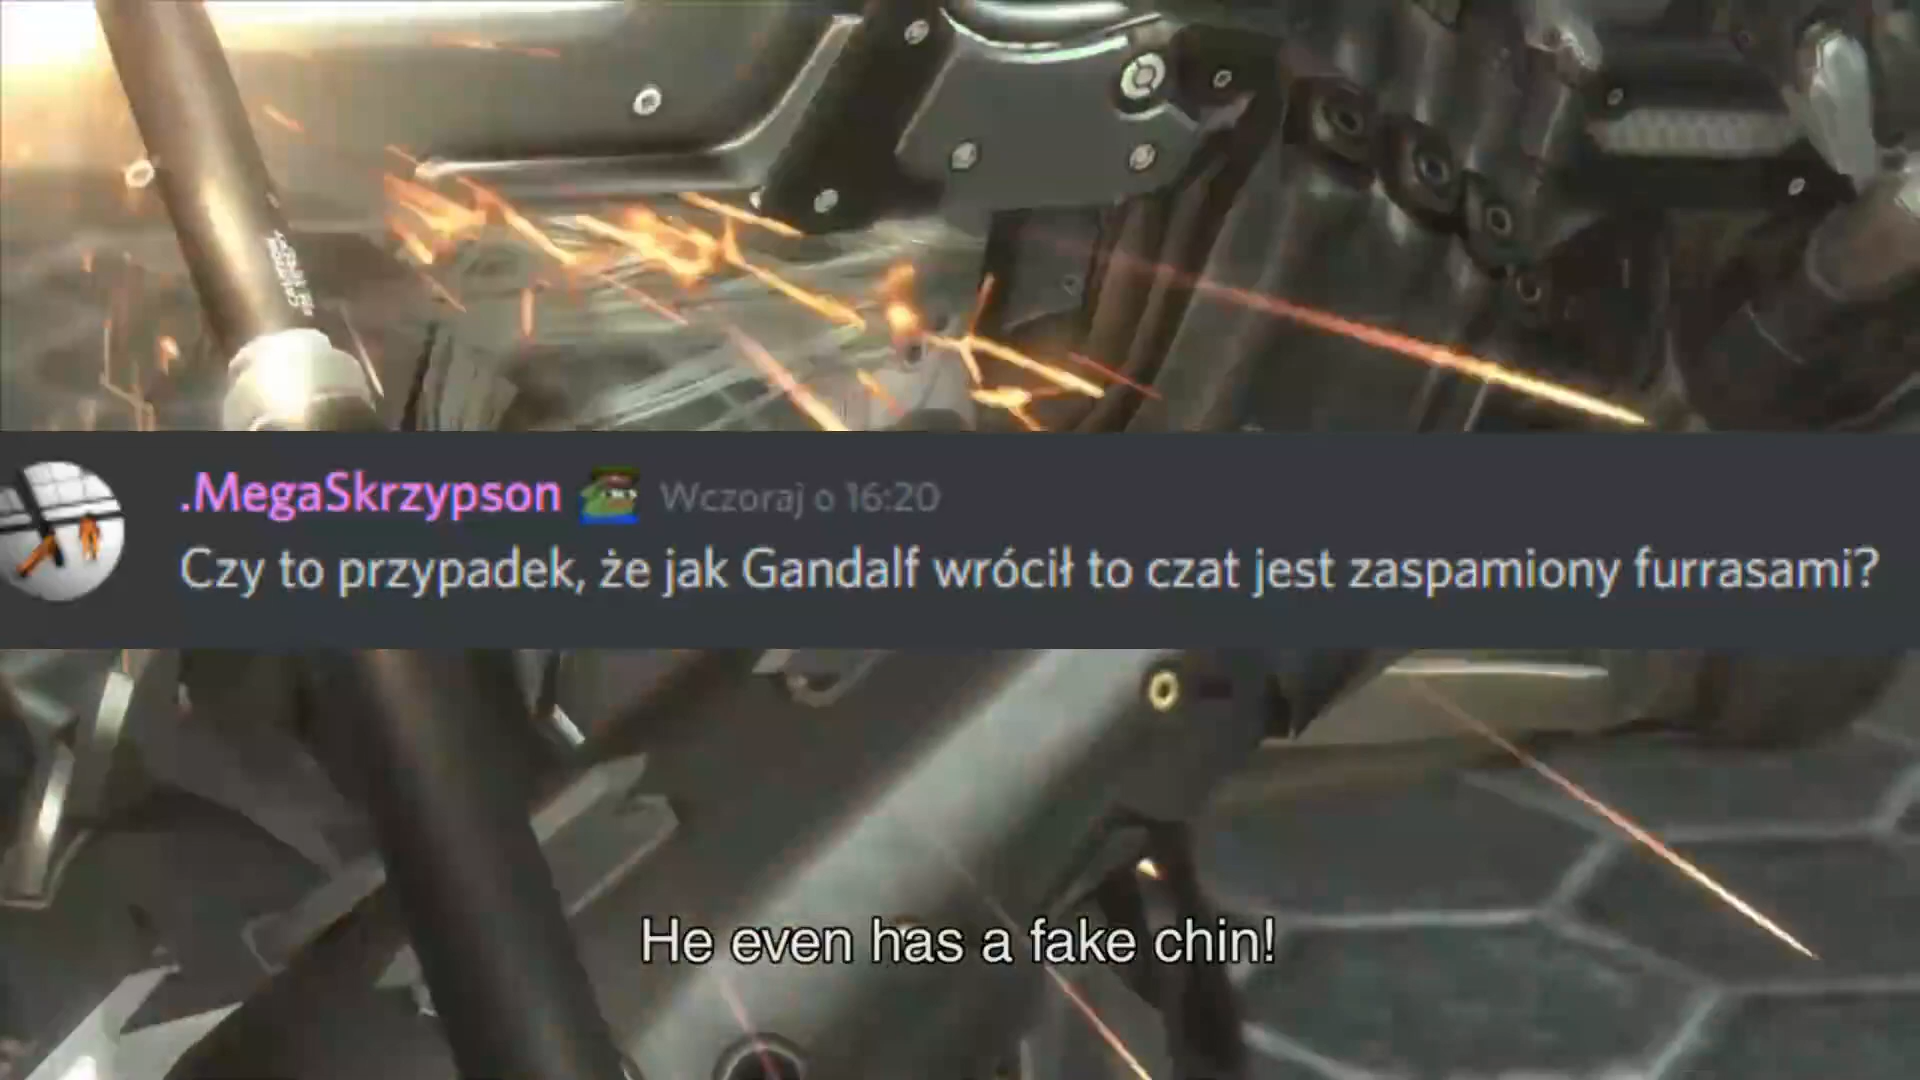 .MegaSkrzypson Wczoraj o 16:20
Czy to przypadek, że jak Gandalf wrócił to czat jest zaspamiony furrasami?
He even has a fake chin!